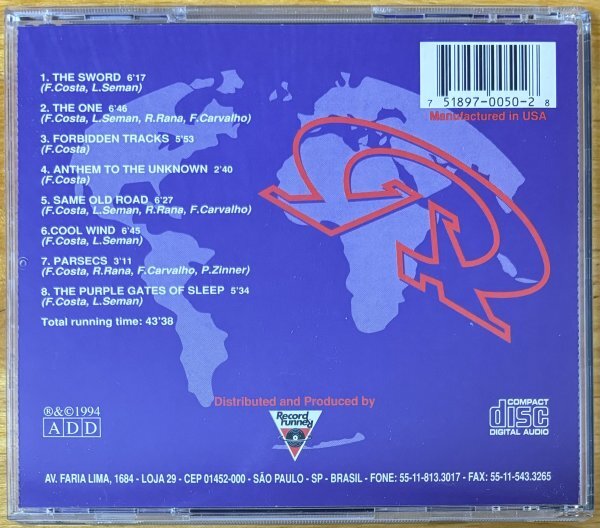 1. THE SWORD 6'17
(F.Costa, L.Seman)
2. THE ONE 6'46
(F.Costa, L.Seman, R.Rana, F.Carvalho)
3. FORBIDDEN TRACKS 5'53
(F.Costa)
4. ANTHEM TO THE UNKNOWN 2'40
(F.Costa)
5. SAME OLD ROAD 6'27
(F.Costa, L.Seman, R.Rana, F.Carvalho)
6.COOL WIND 6'45
(F.Costa, L.Seman)
7. PARSECS 3'11
(F.Costa, R.Rana, F.Carvalho, P.Zinner)
8. THE PURPLE GATES OF SLEEP 5'34
(F.Costa, L.Seman)
Total running time: 43'38
7 51897-0050-2 8
Manufactured in USA
Distributed and Produced by
Record
runner
℗&©1994
ADD
COMPACT
disc
DIGITAL AUDIO
AV. FARIA LIMA, 1684 - LOJA 29 - CEP 01452-000 - SÃO PAULO - SP - BRASIL - FONE: 55-11-813.3017 - FAX: 55-11-543.3265